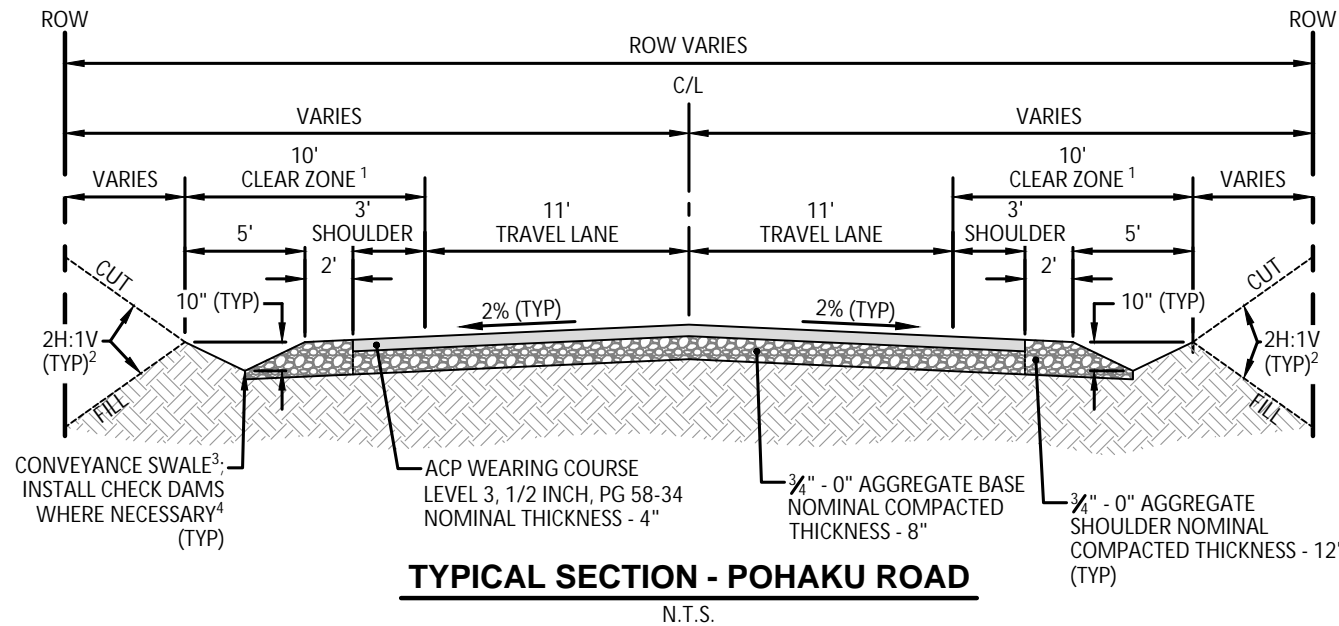 ROW
ROW
ROW VARIES
C/L
VARIES
VARIES
10'
CLEAR ZONE 1
10'
CLEAR ZONE 1
VARIES
VARIES
3'
SHOULDER
11'
TRAVEL LANE
11'
TRAVEL LANE
3'
SHOULDER
5'
2'
2'
5'
CUT
10" (TYP)
2% (TYP)
2% (TYP)
10" (TYP)
CUT
2H:1V
(TYP)2
2H:1V
(TYP)2
FILL
FILL
CONVEYANCE SWALE3;
INSTALL CHECK DAMS
WHERE NECESSARY4
(TYP)
ACP WEARING COURSE
LEVEL 3, 1/2 INCH, PG 58-34
NOMINAL THICKNESS - 4"
3/4" - 0" AGGREGATE BASE
NOMINAL COMPACTED
THICKNESS - 8"
3/4" - 0" AGGREGATE
SHOULDER NOMINAL
COMPACTED THICKNESS - 12"
(TYP)
TYPICAL SECTION - POHAKU ROAD
N.T.S.